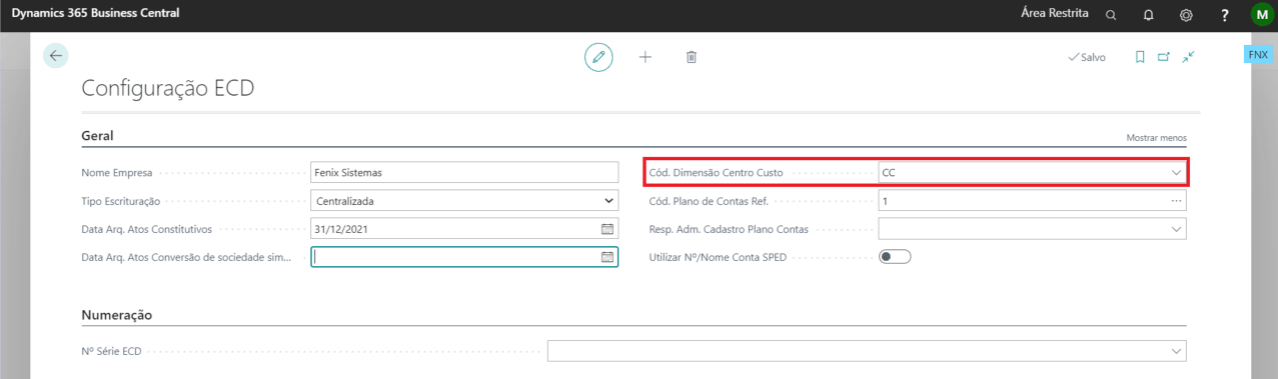 Dynamics 365 Business Central
Área Restrita
?
M
Salvo
FNX
Configuração ECD
Geral
Mostrar menos
Nome Empresa
Fenix Sistemas
Cód. Dimensão Centro Custo
CC
Tipo Escrituração
Centralizada
Cód. Plano de Contas Ref.
1
...
Data Arq. Atos Constitutivos
31/12/2021
Resp. Adm. Cadastro Plano Contas
Data Arq. Atos Conversão de sociedade sim...
Utilizar Nº/Nome Conta SPED
Numeração
Nº Série ECD